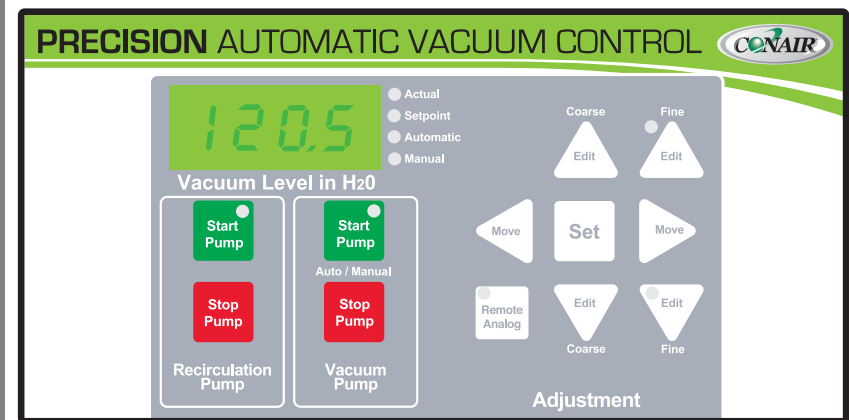 PRECISION AUTOMATIC VACUUM CONTROL
CONAIR
120.5
Actual
Setpoint
Automatic
Manual
Vacuum Level in H20
Start
Pump
Stop
Pump
Recirculation
Pump
Start
Pump
Auto / Manual
Stop
Pump
Vacuum
Pump
Coarse
Edit
Fine
Edit
Move
Set
Move
Remote
Analog
Edit
Coarse
Edit
Fine
Adjustment